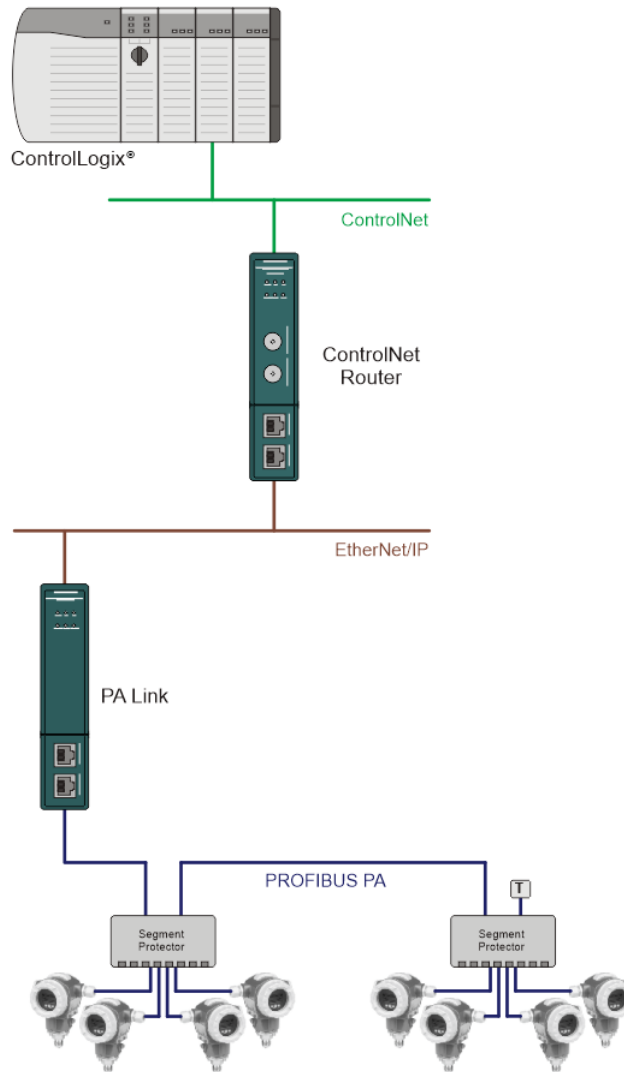 ControlLogix®
ControlNet
ControlNet
Router
EtherNet/IP
PA Link
PROFIBUS PA
T
Segment
Protector
Segment
Protector